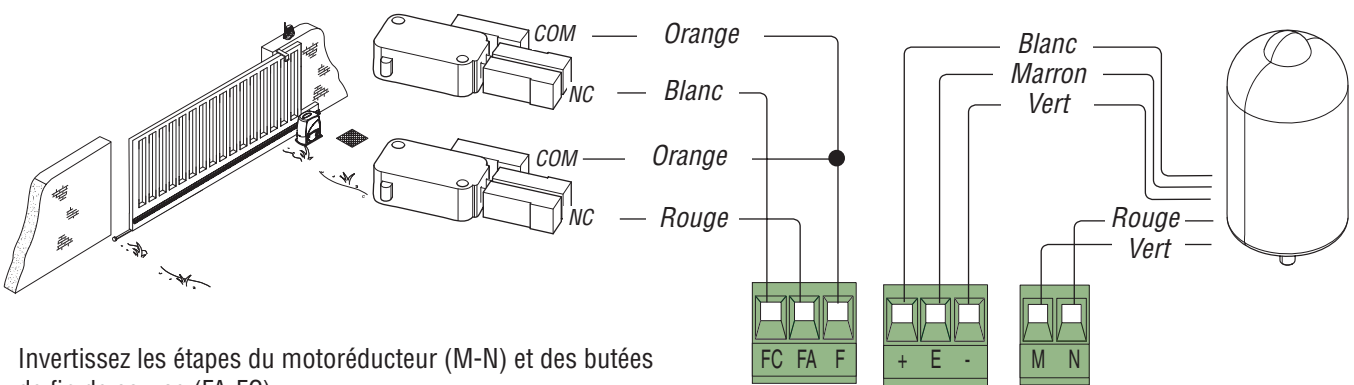 COM Orange
NC Blanc
COM Orange
NC Rouge
Blanc
Marron
Vert
Rouge
Vert
FC FA F
+ E -
M N
Invertissez les étapes du motoréducteur (M-N) et des butées